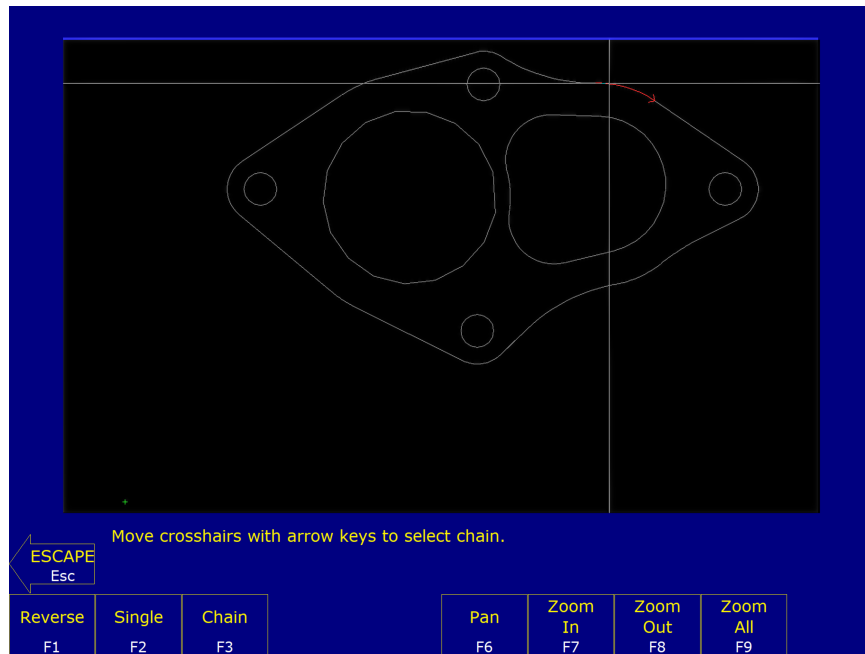 Move crosshairs with arrow keys to select chain.
ESCAPE
Esc
Reverse
F1
Single
F2
Chain
F3
Pan
F6
Zoom
In
F7
Zoom
Out
F8
Zoom
All
F9